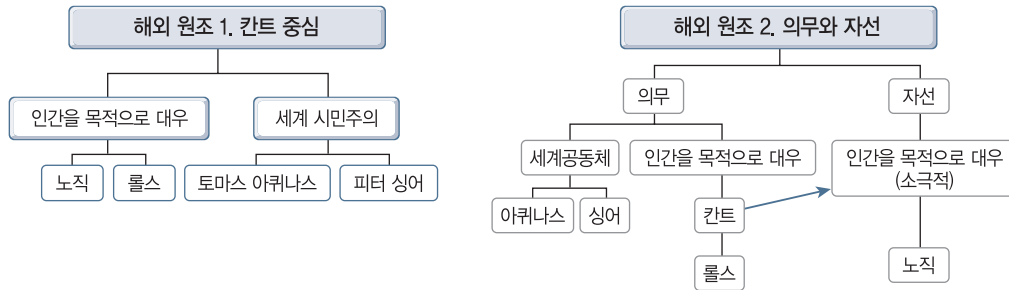 해외 원조 1. 칸트 중심
인간을 목적으로 대우
세계 시민주의
노직
롤스
토마스 아퀴나스
피터 싱어
해외 원조 2. 의무와 자선
의무
자선
세계공동체
인간을 목적으로 대우
인간을 목적으로 대우
(소극적)
아퀴나스
싱어
칸트
롤스
노직